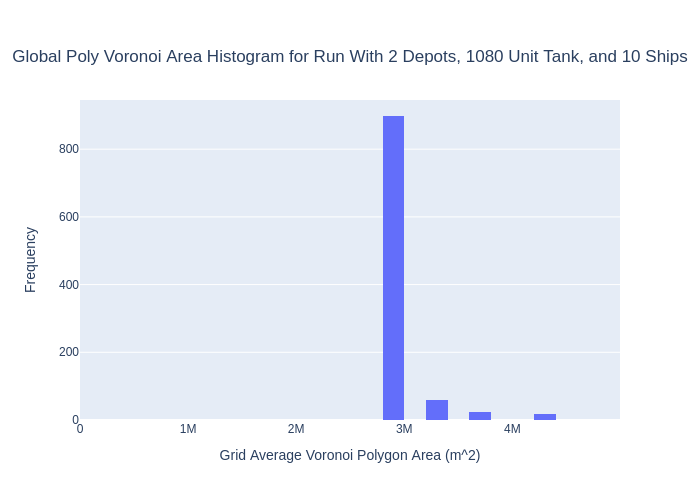 Global Poly Voronoi Area Histogram for Run With 2 Depots, 1080 Unit Tank, and 10 Ships
800
600
400
200
0
0 1M 2M 3M 4M
Frequency
Grid Average Voronoi Polygon Area (m^2)